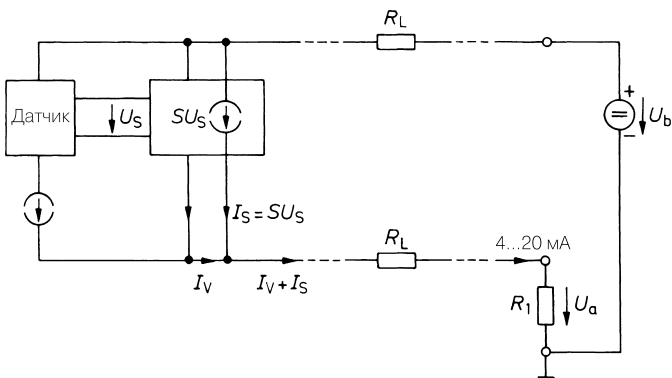 R_L
Датчик
U_S
SU_S
+
U_b
−
I_S = SU_S
I_V
I_V + I_S
R_L
4...20 мА
R_1
U_a